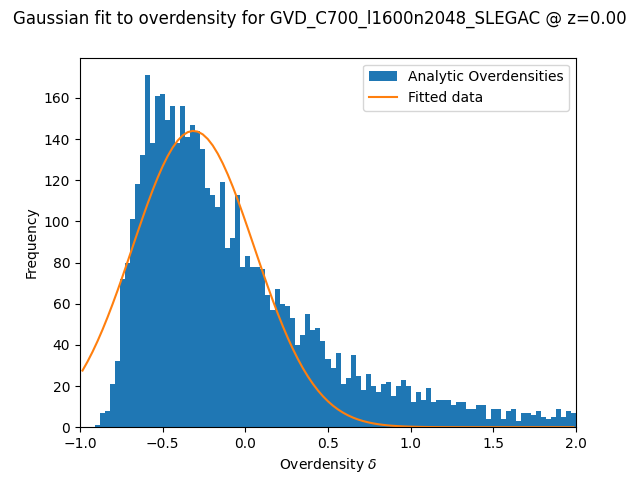 Gaussian fit to overdensity for GVD_C700_l1600n2048_SLEGAC @ z=0.00
Analytic Overdensities
Fitted data
Frequency
160
140
120
100
80
60
40
20
0
−1.0 −0.5 0.0 0.5 1.0 1.5 2.0
Overdensity δ